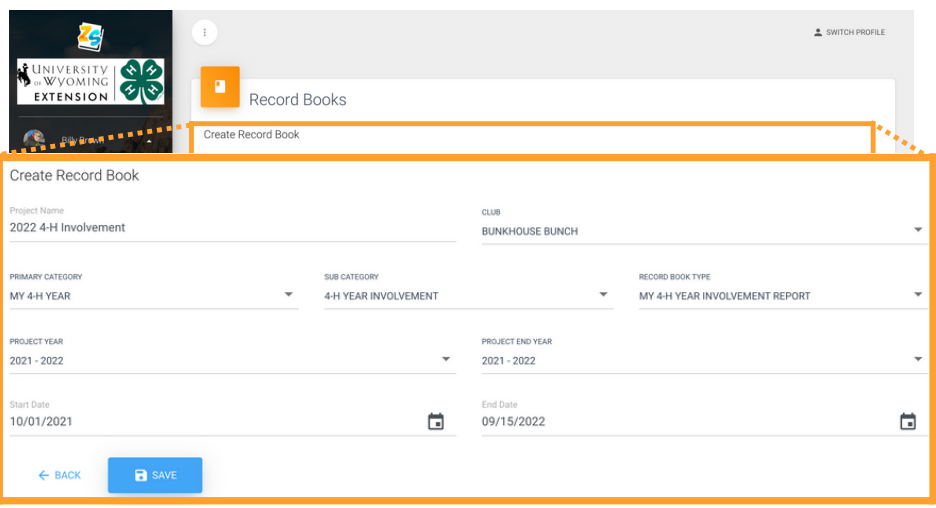 ZS
SWITCH PROFILE
UNIVERSITY
OF WYOMING
EXTENSION
H H H H
Record Books
Billy Brown
Create Record Book
Create Record Book
Project Name
2022 4-H Involvement
CLUB
BUNKHOUSE BUNCH
PRIMARY CATEGORY
MY 4-H YEAR
SUB CATEGORY
4-H YEAR INVOLVEMENT
RECORD BOOK TYPE
MY 4-H YEAR INVOLVEMENT REPORT
PROJECT YEAR
2021 - 2022
PROJECT END YEAR
2021 - 2022
Start Date
10/01/2021
End Date
09/15/2022
BACK
SAVE